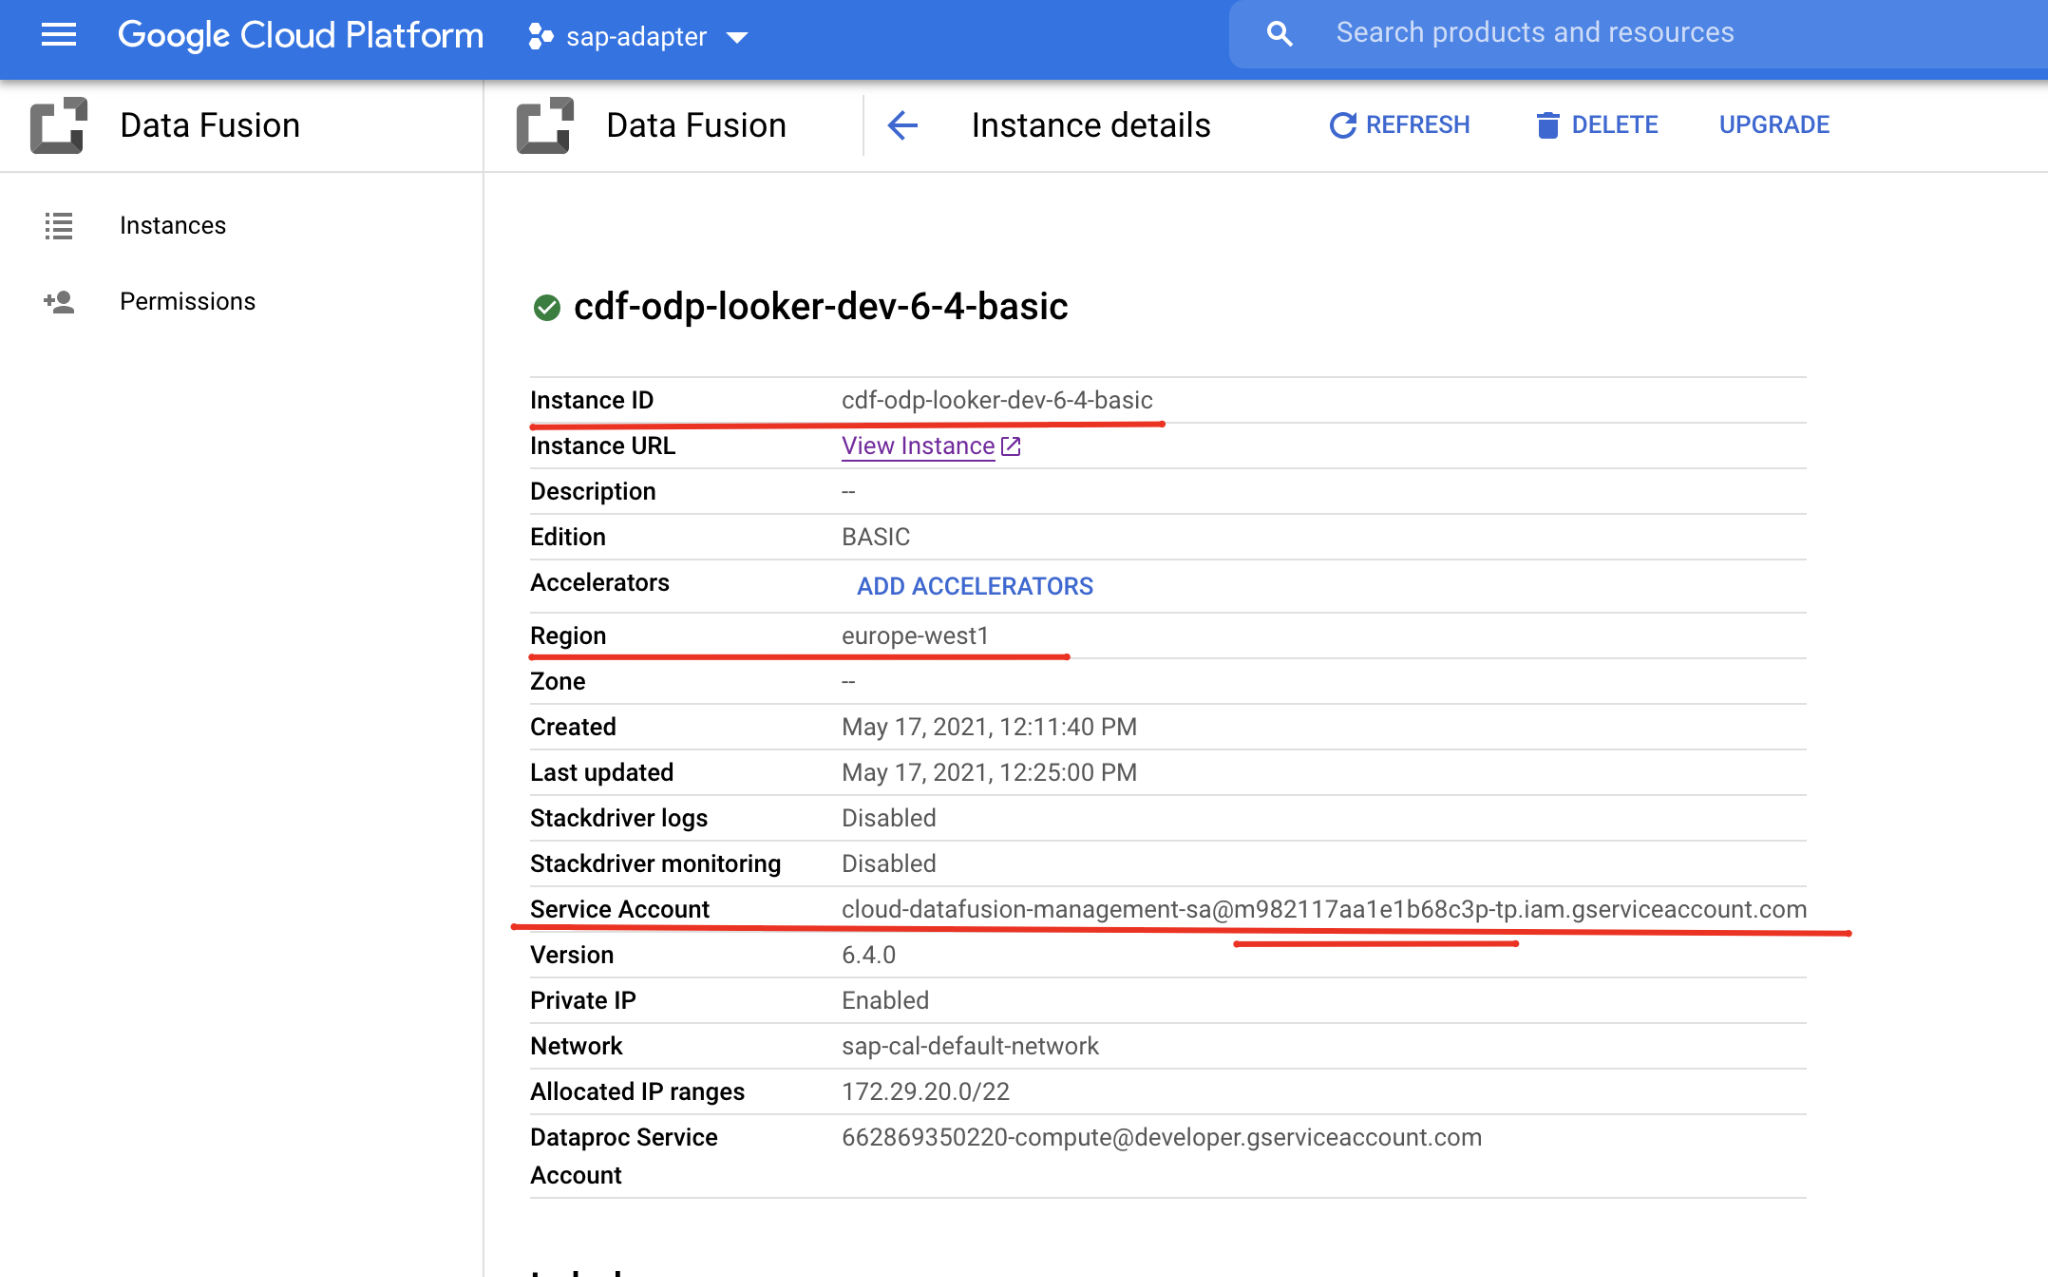 Google Cloud Platform
sap-adapter
Search products and resources
Data Fusion
Data Fusion
Instance details
REFRESH
DELETE
UPGRADE
Instances
Permissions
cdf-odp-looker-dev-6-4-basic
Instance ID cdf-odp-looker-dev-6-4-basic
Instance URL View Instance
Description --
Edition BASIC
Accelerators ADD ACCELERATORS
Region europe-west1
Zone --
Created May 17, 2021, 12:11:40 PM
Last updated May 17, 2021, 12:25:00 PM
Stackdriver logs Disabled
Stackdriver monitoring Disabled
Service Account cloud-datafusion-management-sa@m982117aa1e1b68c3p-tp.iam.gserviceaccount.com
Version 6.4.0
Private IP Enabled
Network sap-cal-default-network
Allocated IP ranges 172.29.20.0/22
Dataproc Service 662869350220-compute@developer.gserviceaccount.com
Account